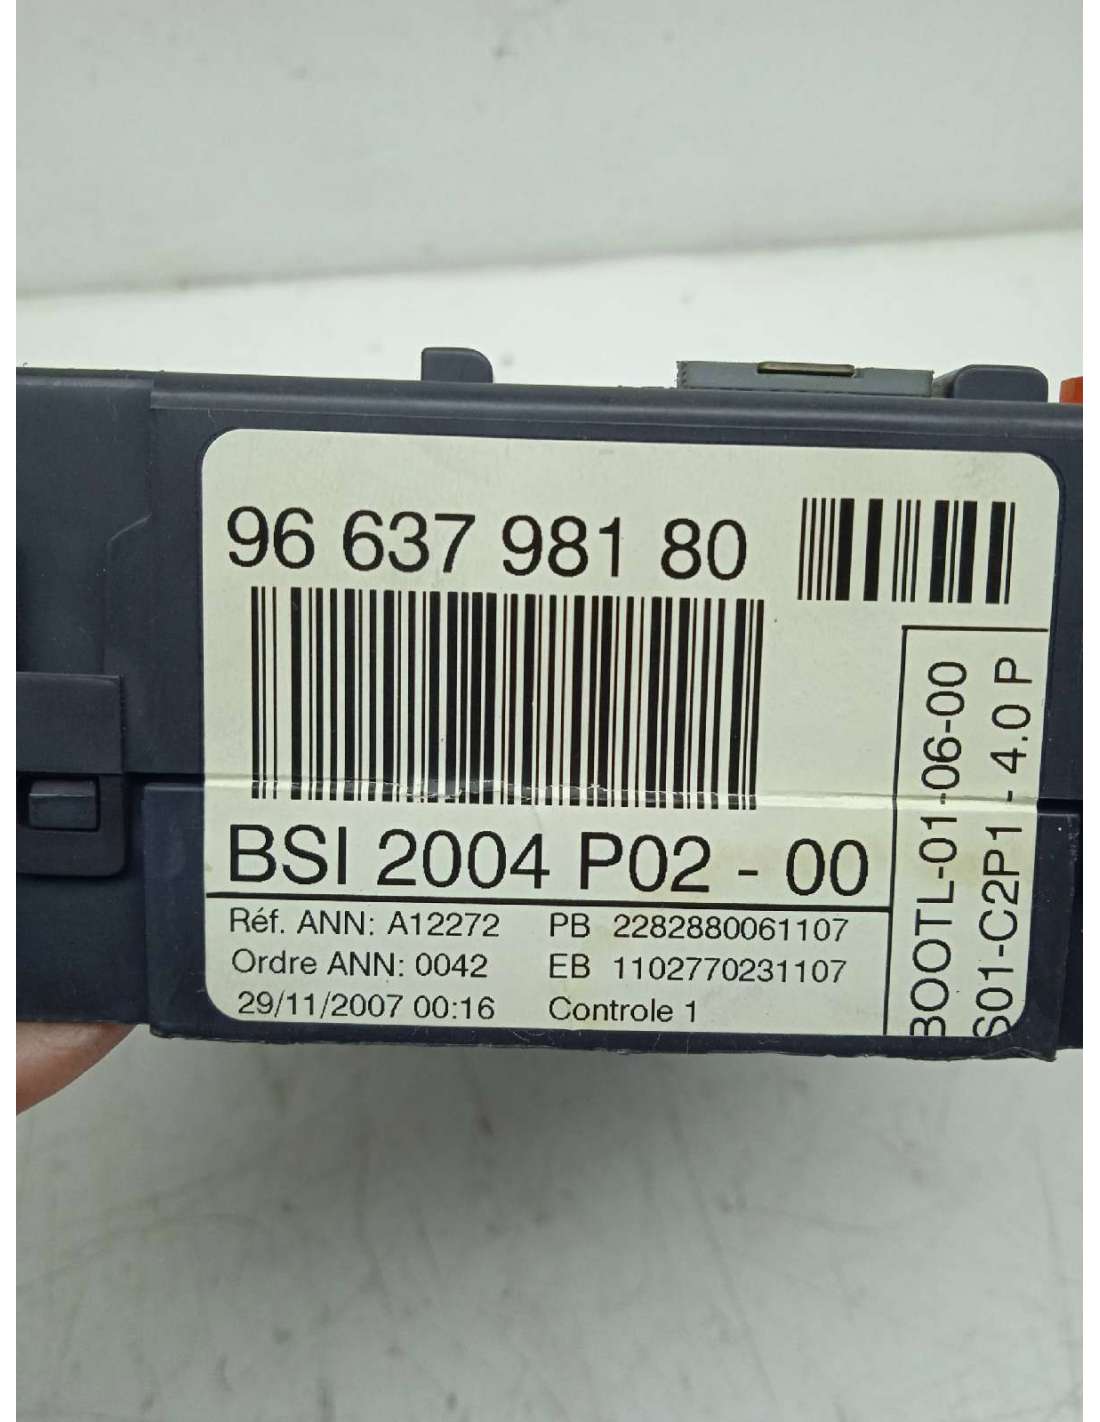 96 637 981 80
BSI 2004 P02 - 00
Réf. ANN: A12272 PB 2282880061107
Ordre ANN: 0042 EB 1102770231107
29/11/2007 00:16 Controle 1
BOOTL-01-06-00
S01-C2P1 - 4.0 P